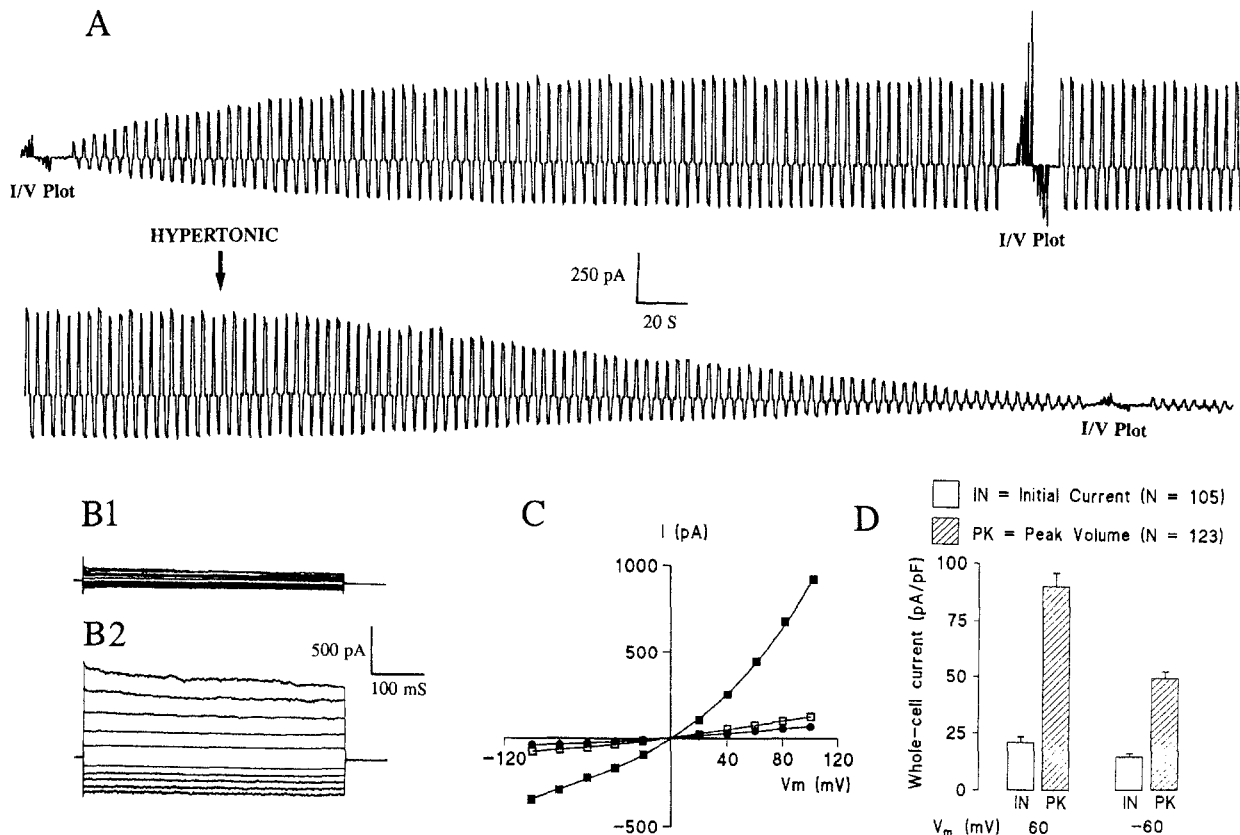 A
I/V Plot
I/V Plot
HYPERTONIC
250 pA
20 S
I/V Plot
B1
B2
500 pA
100 mS
C
I (pA)
1000
500
-120
40 80 120
Vm (mV)
-500
IN = Initial Current (N = 105)
D
PK = Peak Volume (N = 123)
Whole-cell current (pA/pF)
100
75
50
25
0
IN PK IN PK
Vm (mV) 60 -60